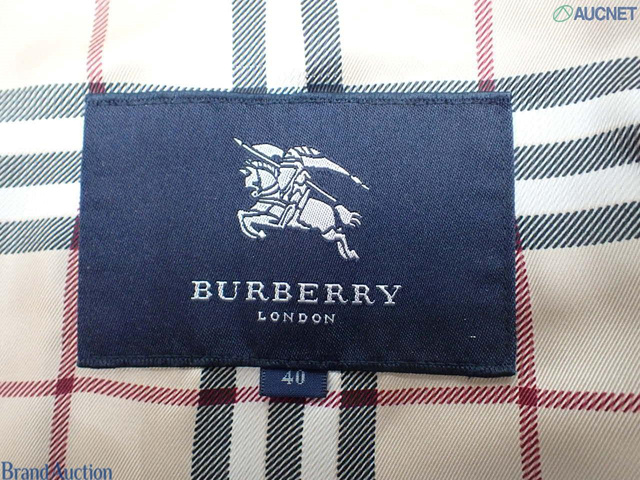 AUCNET
BURBERRY
LONDON
40
Brand Auction